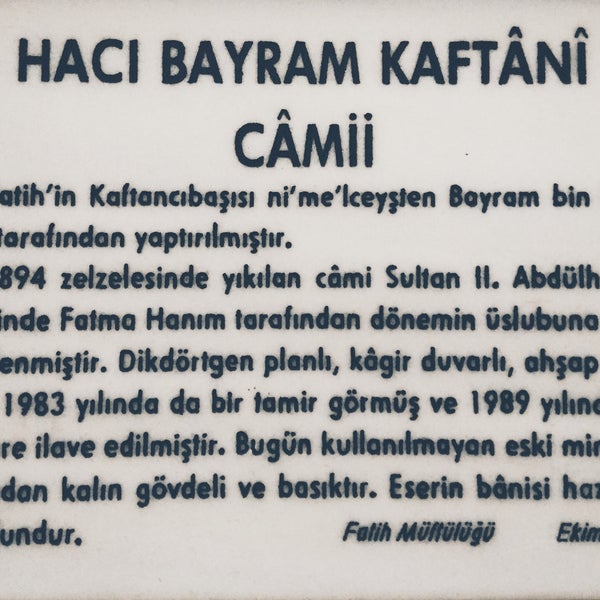 HACI BAYRAM KAFTÂNÎ
CÂMİİ
atih'in Kaftancıbaşısı ni'me'lceyşten Bayram bin
tarafından yaptırılmıştır.
894 zelzelesinde yıkılan câmi Sultan II. Abdülh
inde Fatma Hanım tarafından dönemin üslubuna
enmiştir. Dikdörtgen planlı, kâgir duvarlı, ahşap
1983 yılında da bir tamir görmüş ve 1989 yılınd
re ilave edilmiştir. Bugün kullanılmayan eski min
dan kalın gövdeli ve basıktır. Eserin bânisi haz
undur.
Fatih Müftülüğü Ekim